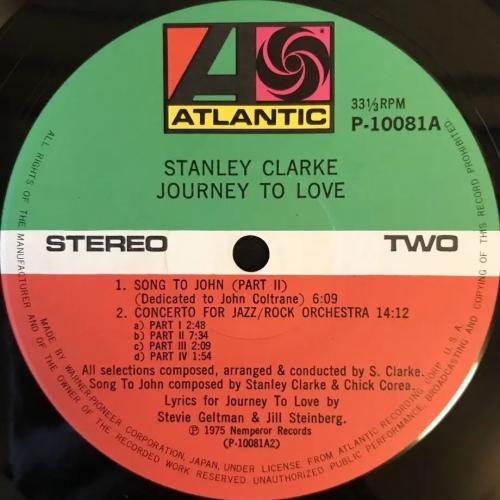 ATLANTIC
33⅓ RPM
P-10081A
STANLEY CLARKE
JOURNEY TO LOVE
STEREO
TWO
1. SONG TO JOHN (PART II)
(Dedicated to John Coltrane) 6:09
2. CONCERTO FOR JAZZ/ROCK ORCHESTRA 14:12
a) PART I 2:48
b) PART II 7:34
c) PART III 2:09
d) PART IV 1:54
All selections composed, arranged & conducted by S. Clarke.
Song To John composed by Stanley Clarke & Chick Corea.
Lyrics for Journey To Love by
Stevie Geltman & Jill Steinberg.
℗ 1975 Nemperor Records
(P-10081A2)
MADE BY WARNER-PIONEER CORPORATION, JAPAN, UNDER LICENSE FROM ATLANTIC RECORDING CORP., U.S.A.
ALL RIGHTS OF THE MANUFACTURER AND OF THE OWNER OF THE RECORDED WORK RESERVED. UNAUTHORIZED PUBLIC PERFORMANCE, BROADCASTING AND COPYING OF THIS RECORD PROHIBITED.